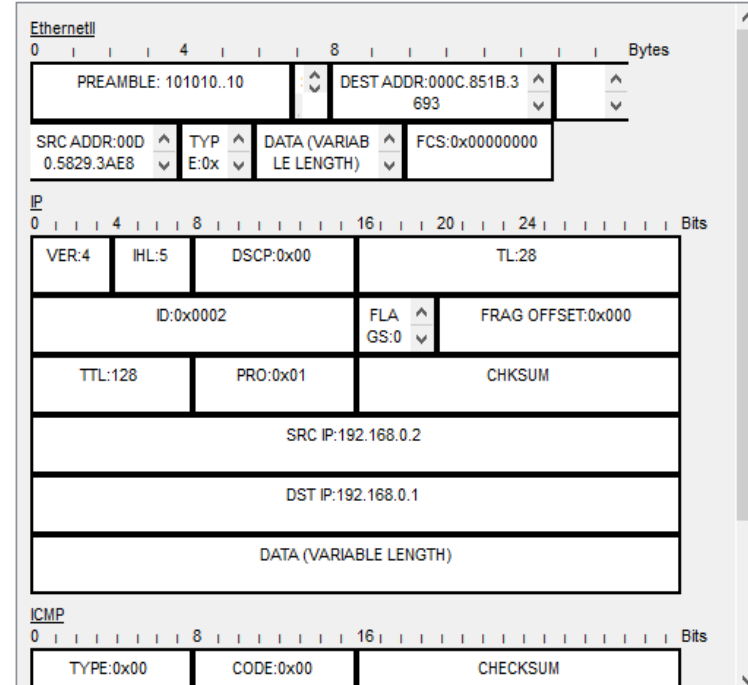 EthernetII
0 4 8 Bytes
PREAMBLE: 101010..10
DEST ADDR:000C.851B.3
693
SRC ADDR:00D
0.5829.3AE8
TYP
E:0x
DATA (VARIAB
LE LENGTH)
FCS:0x00000000
IP
0 4 8 16 20 24 Bits
VER:4
IHL:5
DSCP:0x00
TL:28
ID:0x0002
FLA
GS:0
FRAG OFFSET:0x000
TTL:128
PRO:0x01
CHKSUM
SRC IP:192.168.0.2
DST IP:192.168.0.1
DATA (VARIABLE LENGTH)
ICMP
0 8 16 Bits
TYPE:0x00
CODE:0x00
CHECKSUM